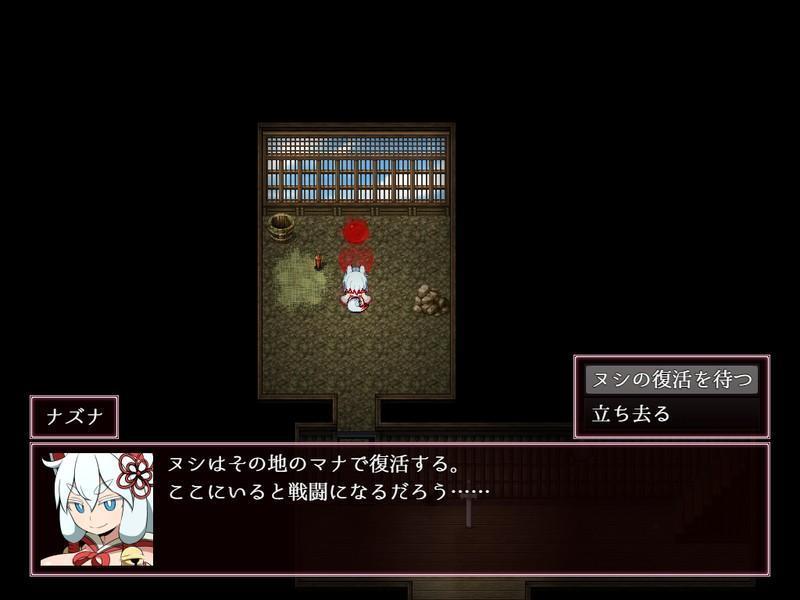 ヌシの復活を待つ
立ち去る
ナズナ
ヌシはその地のマナで復活する。
ここにいると戦闘になるだろう……